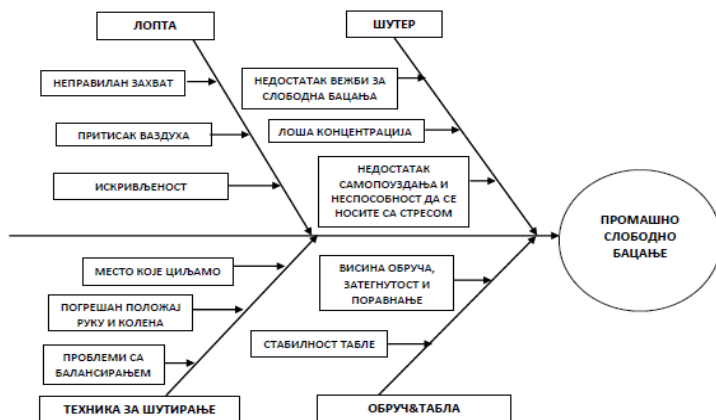 ЛОПТА
ШУТЕР
НЕПРАВИЛАН ЗАХВАТ
ПРИТИСАК ВАЗДУХА
ИСКРИВЉЕНОСТ
НЕДОСТАТАК ВЕЖБИ ЗА
СЛОБОДНА БАЦАЊА
ЛОША КОНЦЕНТРАЦИЈА
НЕДОСТАТАК
САМОПОУЗДАЊА И
НЕСПОСОБНОСТ ДА СЕ
НОСИТЕ СА СТРЕСОМ
ПРОМАШНО
СЛОБОДНО
БАЦАЊЕ
МЕСТО КОЈЕ ЦИЉАМО
ПОГРЕШАН ПОЛОЖАЈ
РУКУ И КОЛЕНА
ПРОБЛЕМИ СА
БАЛАНСИРАЊЕМ
ВИСИНА ОБРУЧА,
ЗАТЕГНУТОСТ И
ПОРАВНАЊЕ
СТАБИЛНОСТ ТАБЛЕ
ТЕХНИКА ЗА ШУТИРАЊЕ
ОБРУЧ&ТАБЛА